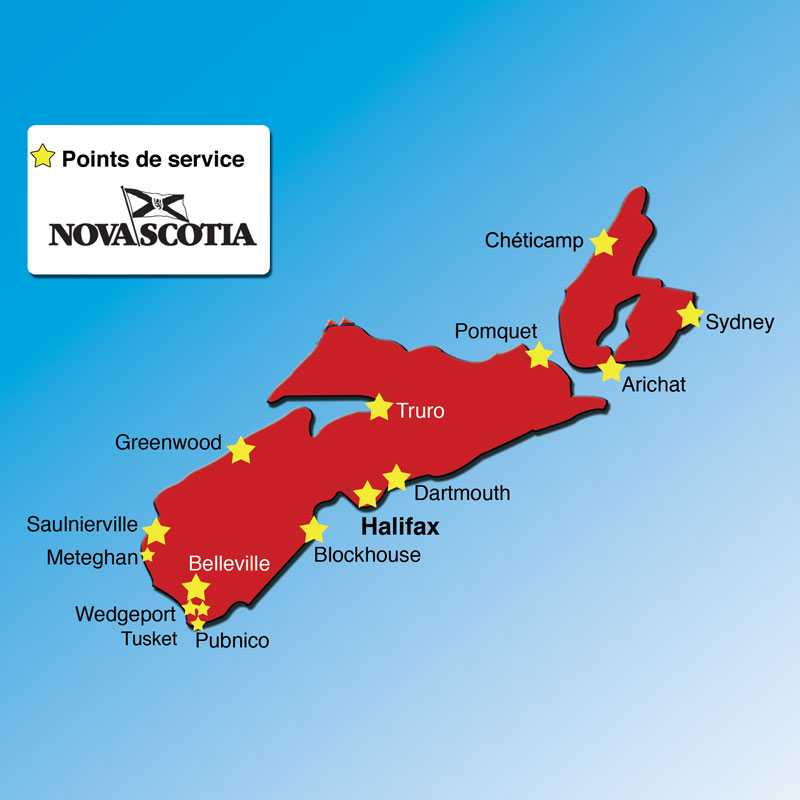 Points de service
NOVA SCOTIA
Chéticamp
Sydney
Pomquet
Arichat
Truro
Greenwood
Dartmouth
Halifax
Saulnierville
Blockhouse
Meteghan
Belleville
Wedgeport
Tusket
Pubnico